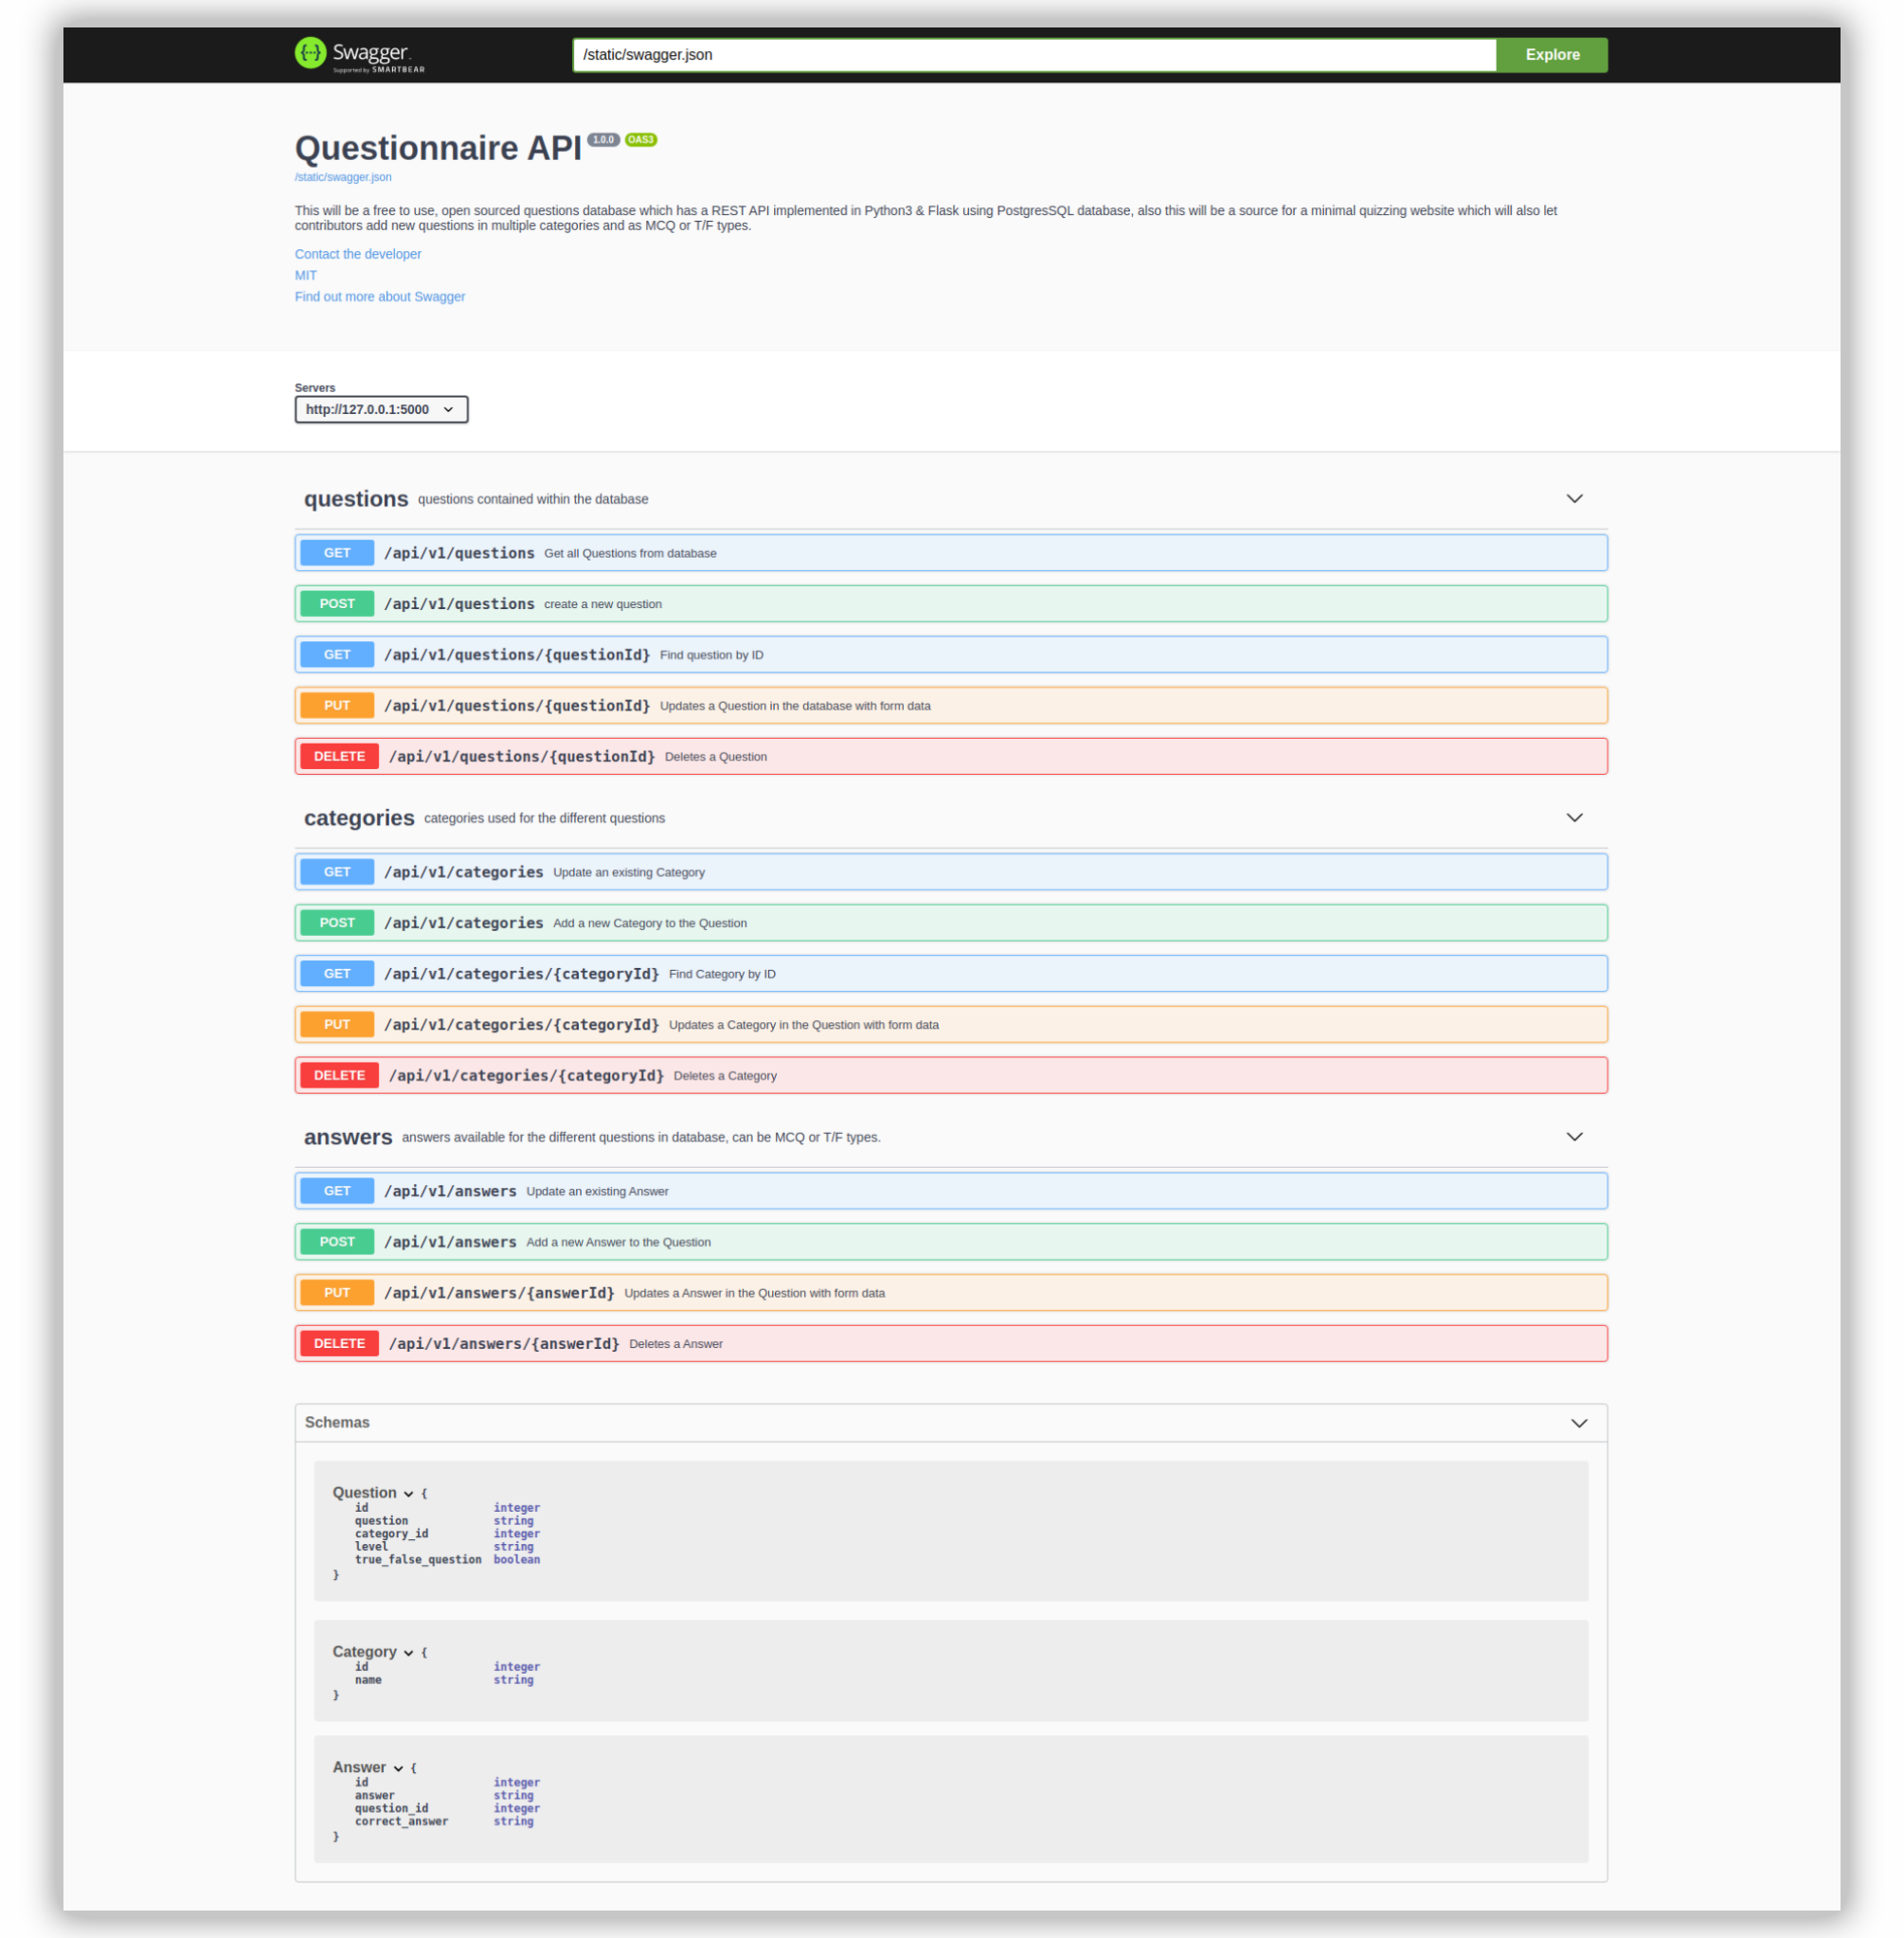 {···} Swagger.
Supported by SMARTBEAR
/static/swagger.json
Explore
Questionnaire API 1.0.0 OAS3
/static/swagger.json
This will be a free to use, open sourced questions database which has a REST API implemented in Python3 & Flask using PostgresSQL database, also this will be a source for a minimal quizzing website which will also let
contributors add new questions in multiple categories and as MCQ or T/F types.
Contact the developer
MIT
Find out more about Swagger
Servers
http://127.0.0.1:5000
questions questions contained within the database
GET /api/v1/questions Get all Questions from database
POST /api/v1/questions create a new question
GET /api/v1/questions/{questionId} Find question by ID
PUT /api/v1/questions/{questionId} Updates a Question in the database with form data
DELETE /api/v1/questions/{questionId} Deletes a Question
categories categories used for the different questions
GET /api/v1/categories Update an existing Category
POST /api/v1/categories Add a new Category to the Question
GET /api/v1/categories/{categoryId} Find Category by ID
PUT /api/v1/categories/{categoryId} Updates a Category in the Question with form data
DELETE /api/v1/categories/{categoryId} Deletes a Category
answers answers available for the different questions in database, can be MCQ or T/F types.
GET /api/v1/answers Update an existing Answer
POST /api/v1/answers Add a new Answer to the Question
PUT /api/v1/answers/{answerId} Updates a Answer in the Question with form data
DELETE /api/v1/answers/{answerId} Deletes a Answer
Schemas
Question {
id integer
question string
category_id integer
level string
true_false_question boolean
}
Category {
id integer
name string
}
Answer {
id integer
answer string
question_id integer
correct_answer string
}